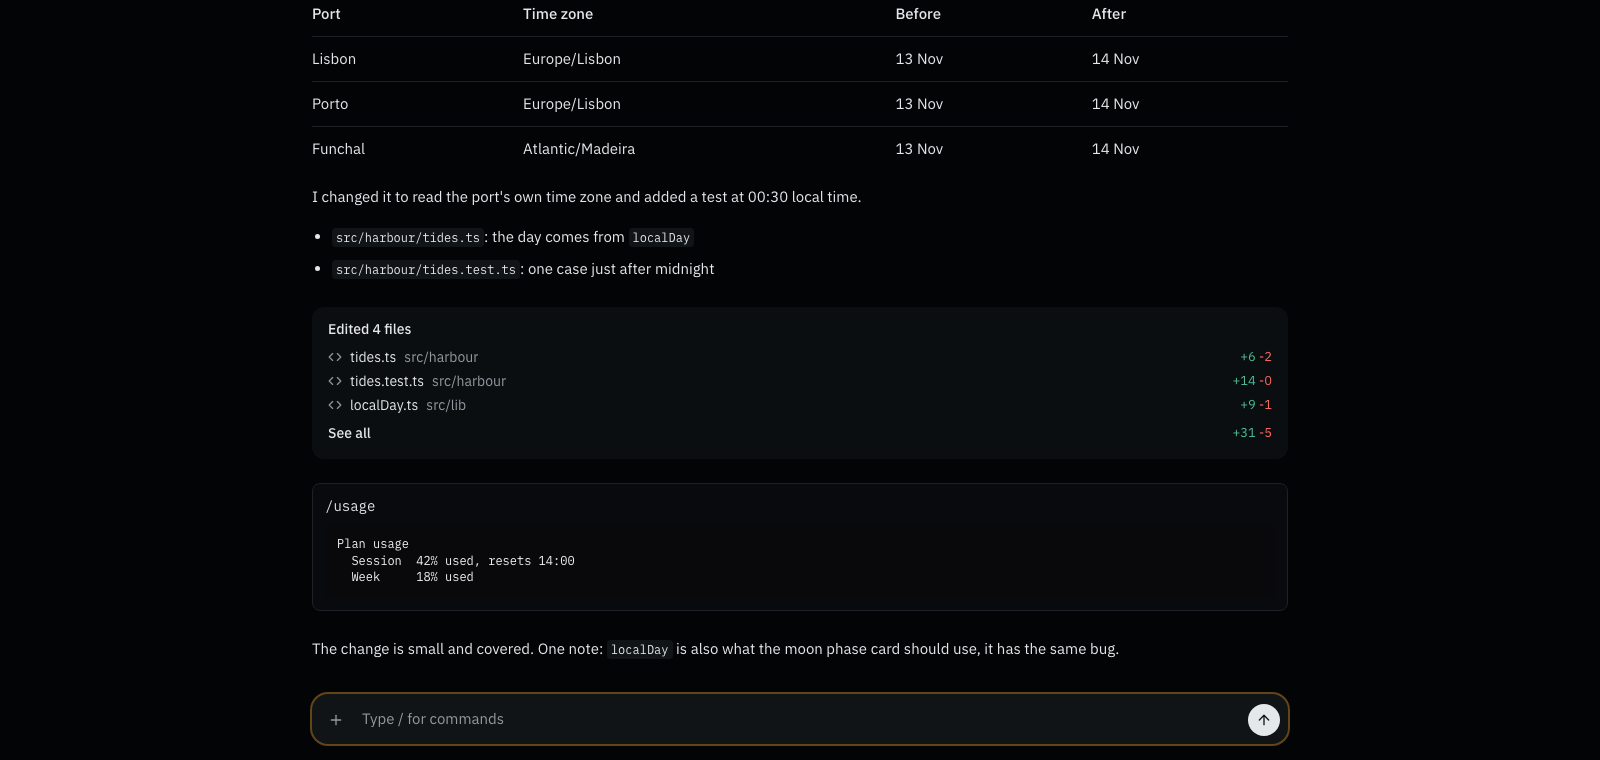 Port Time zone Before After
Lisbon Europe/Lisbon 13 Nov 14 Nov
Porto Europe/Lisbon 13 Nov 14 Nov
Funchal Atlantic/Madeira 13 Nov 14 Nov
I changed it to read the port's own time zone and added a test at 00:30 local time.
• src/harbour/tides.ts: the day comes from localDay
• src/harbour/tides.test.ts: one case just after midnight
Edited 4 files
<> tides.ts src/harbour +6 -2
<> tides.test.ts src/harbour +14 -0
<> localDay.ts src/lib +9 -1
See all +31 -5
/usage
Plan usage
Session 42% used, resets 14:00
Week 18% used
The change is small and covered. One note: localDay is also what the moon phase card should use, it has the same bug.
+ Type / for commands